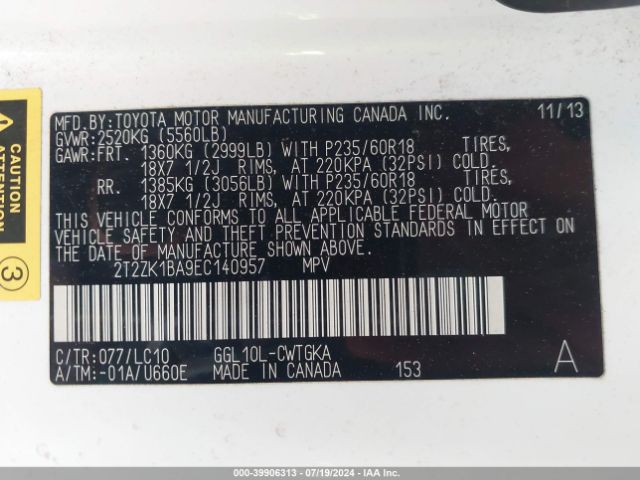 MFD.BY:TOYOTA MOTOR MANUFACTURING CANADA INC. 11/13
GVWR:2520KG (5560LB)
GAWR:FRT. 1360KG (2999LB) WITH P235/60R18 TIRES,
18X7 1/2J RIMS, AT 220KPA (32PSI) COLD.
RR. 1385KG (3056LB) WITH P235/60R18 TIRES,
18X7 1/2J RIMS, AT 220KPA (32PSI) COLD.
THIS VEHICLE CONFORMS TO ALL APPLICABLE FEDERAL MOTOR
VEHICLE SAFETY AND THEFT PREVENTION STANDARDS IN EFFECT ON
THE DATE OF MANUFACTURE SHOWN ABOVE.
2T2ZK1BA9EC140957 MPV
C/TR:077/LC10 GGL10L-CWTGKA A
A/TM:-01A/U660E MADE IN CANADA 153
CAUTION
3
000-39906313 / 07/19/2024 / IAAI.COM